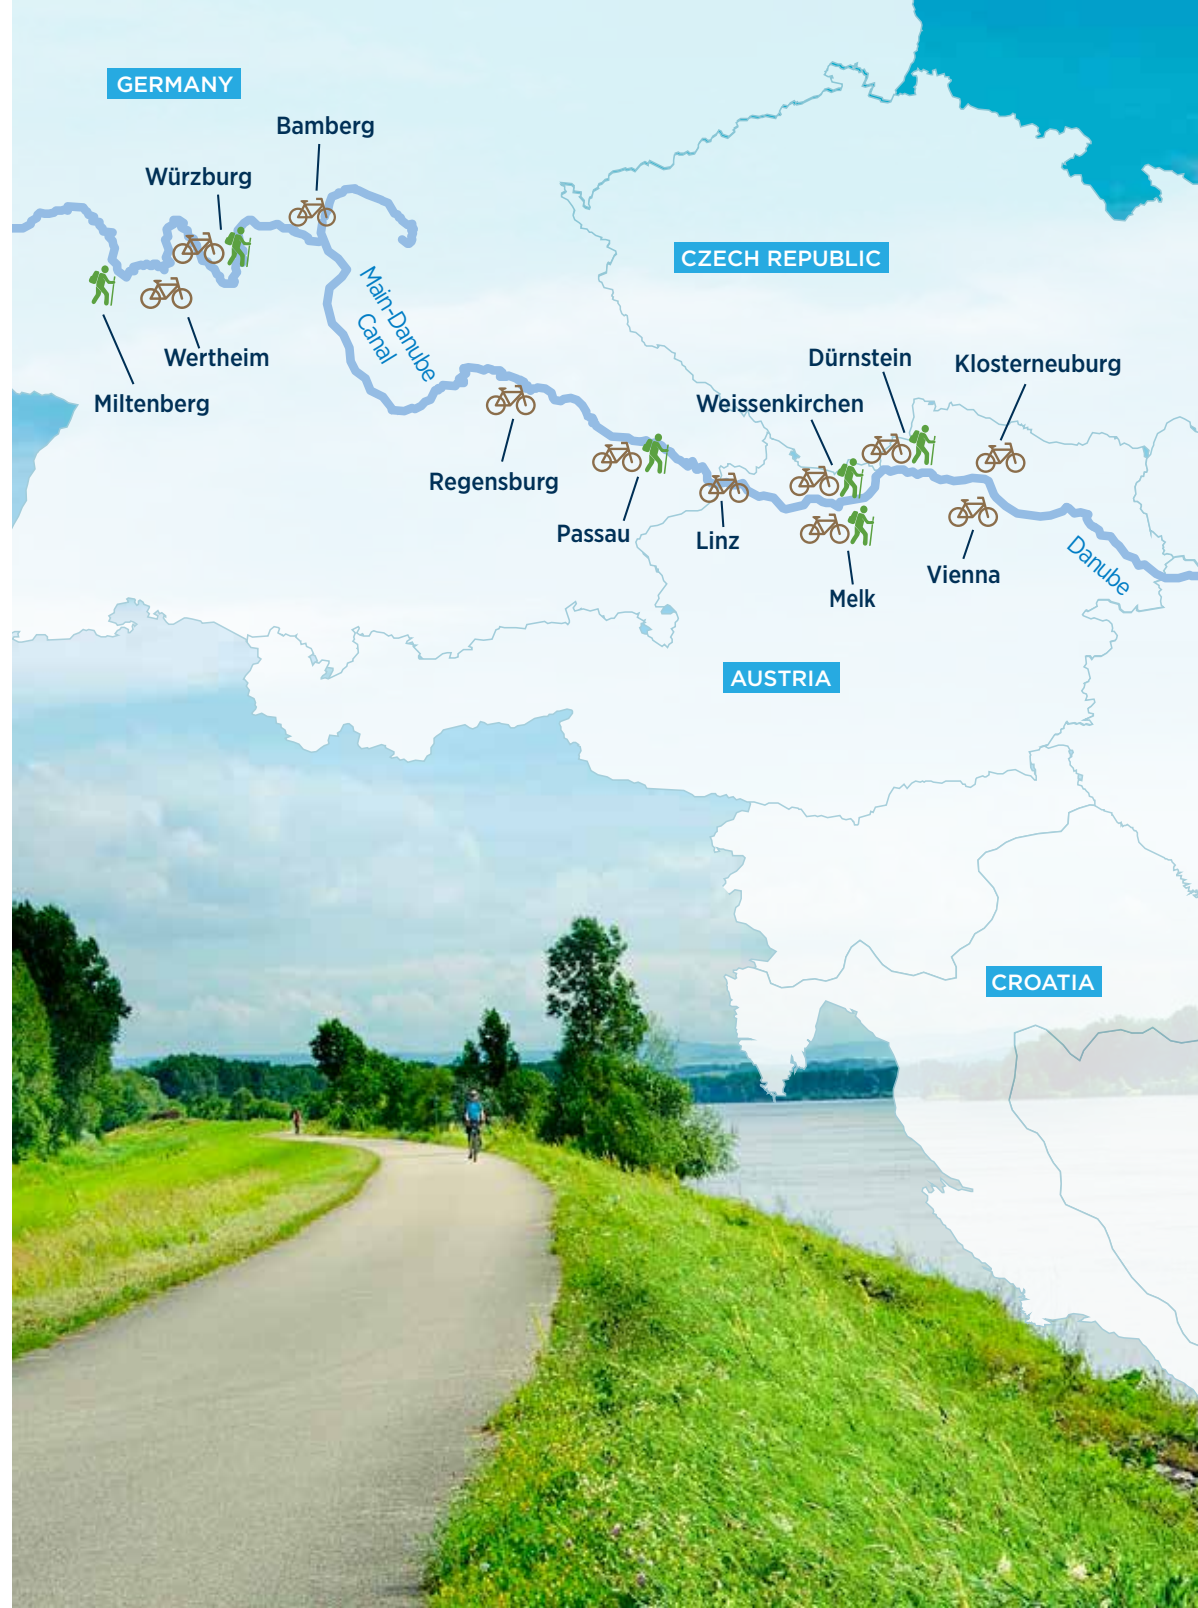 GERMANY
Bamberg
Würzburg
CZECH REPUBLIC
Main-Danube
Canal
Wertheim
Miltenberg
Dürnstein
Klosterneuburg
Weissenkirchen
Regensburg
Passau
Linz
Vienna
Danube
Melk
AUSTRIA
CROATIA